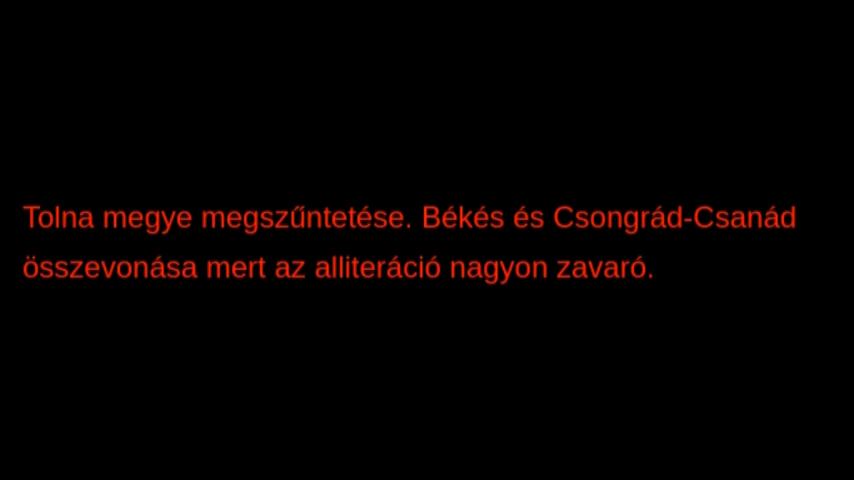 Tolna megye megszűntetése. Békés és Csongrád-Csanád
összevonása mert az alliteráció nagyon zavaró.